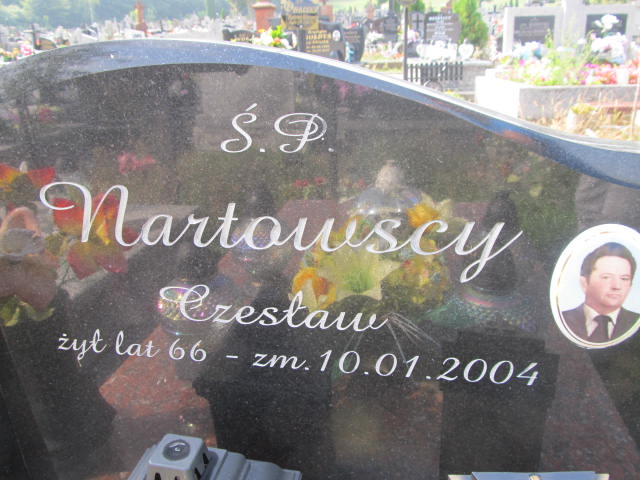 Ś.P.
Nartowscy
Czesław
żył lat 66 - zm. 10.01.2004